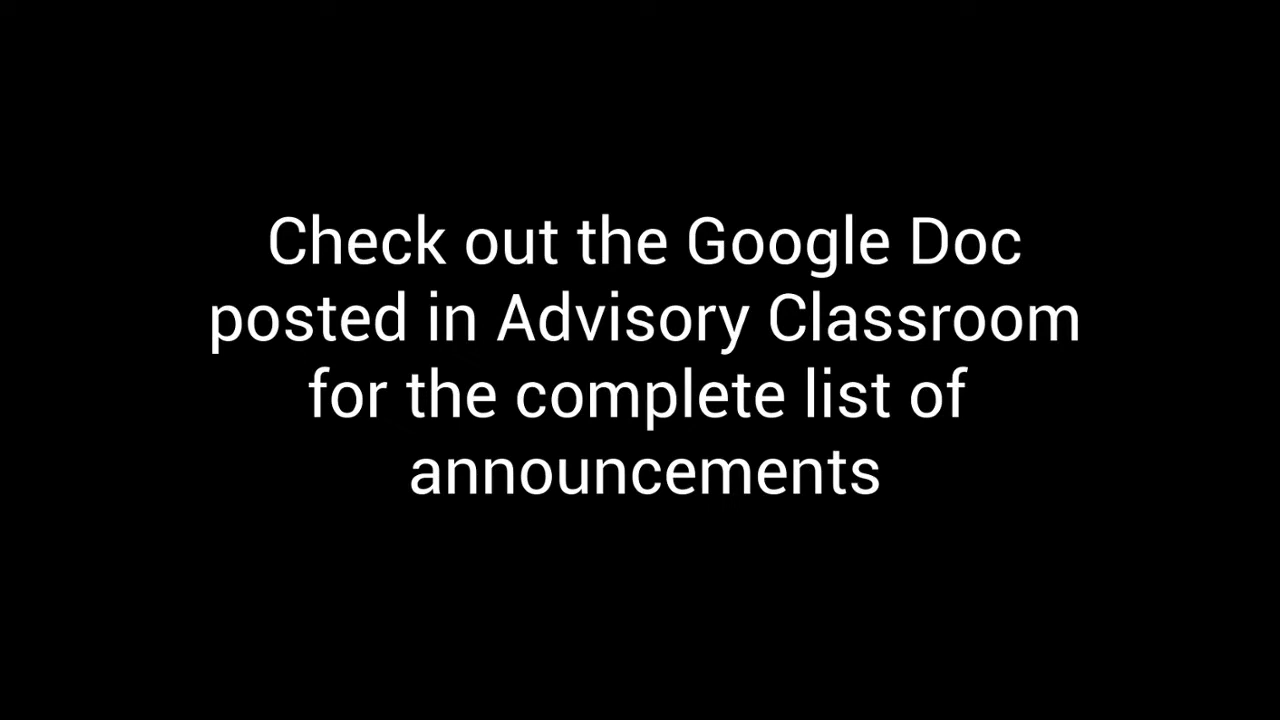 Check out the Google Doc
posted in Advisory Classroom
for the complete list of
announcements